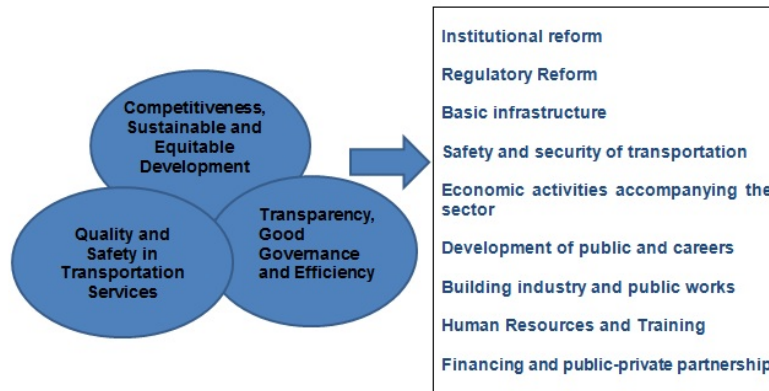 Competitiveness,
Sustainable and
Equitable
Development
Quality and
Safety in
Transportation
Services
Transparency,
Good
Governance
and Efficiency
Institutional reform
Regulatory Reform
Basic infrastructure
Safety and security of transportation
Economic activities accompanying the
sector
Development of public and careers
Building industry and public works
Human Resources and Training
Financing and public-private partnership